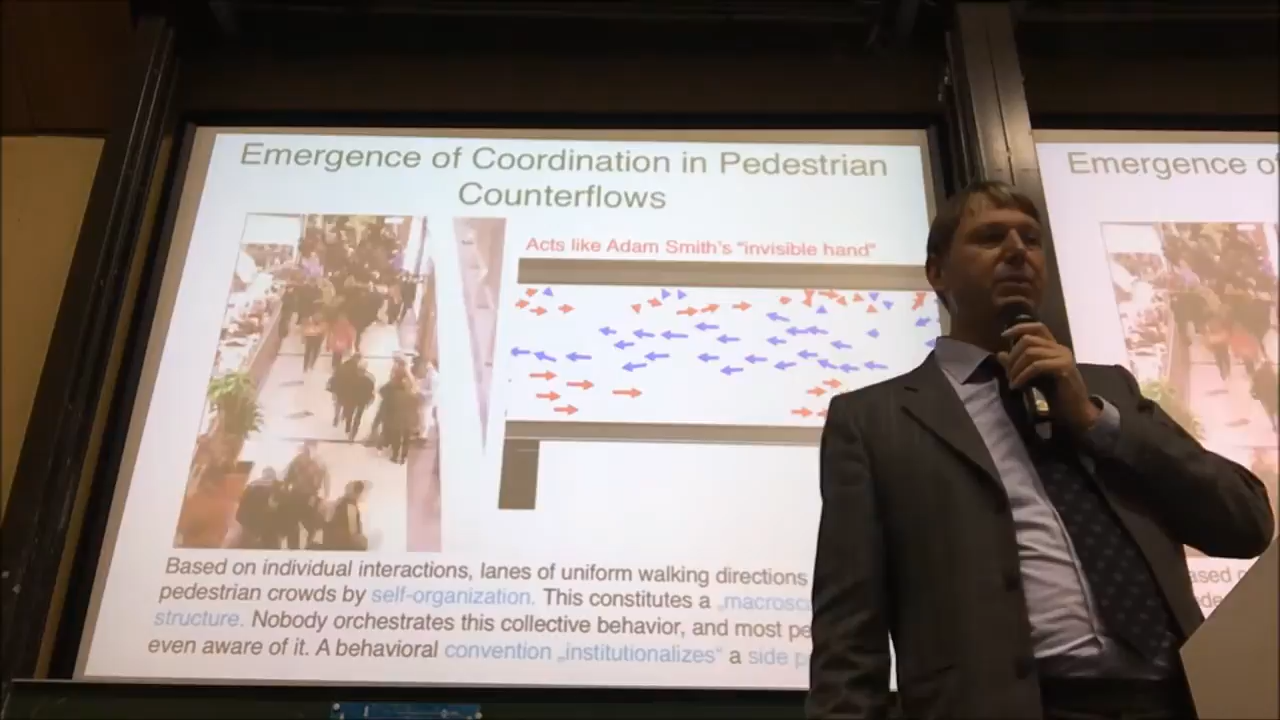 Emergence of Coordination in Pedestrian
Counterflows
Acts like Adam Smith's "invisible hand"
Based on individual interactions, lanes of uniform walking directions
pedestrian crowds by self-organization. This constitutes a „macrosc
structure. Nobody orchestrates this collective behavior, and most pe
even aware of it. A behavioral convention „institutionalizes“ a side p
Emergence o